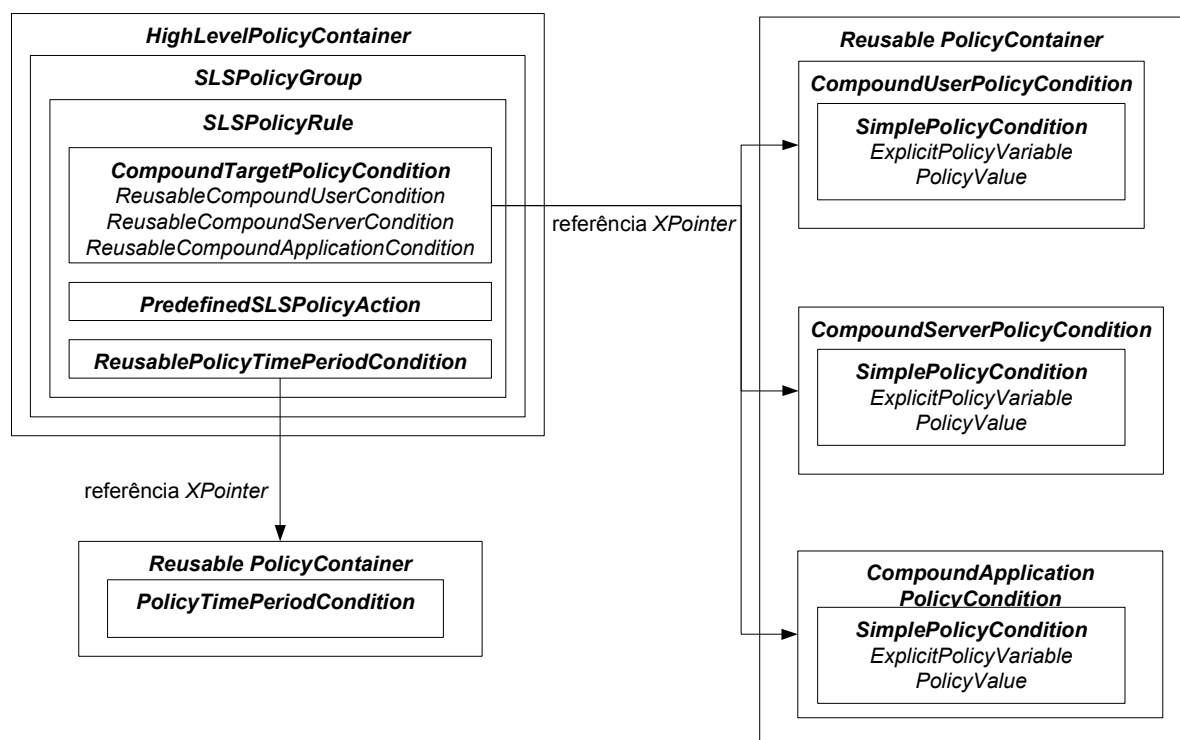 HighLevelPolicyContainer
SLSPolicyGroup
SLSPolicyRule
CompoundTargetPolicyCondition
ReusableCompoundUserCondition
ReusableCompoundServerCondition
ReusableCompoundApplicationCondition
PredefinedSLSPolicyAction
ReusablePolicyTimePeriodCondition
referência XPointer
Reusable PolicyContainer
PolicyTimePeriodCondition
referência XPointer
Reusable PolicyContainer
CompoundUserPolicyCondition
SimplePolicyCondition
ExplicitPolicyVariable
PolicyValue
CompoundServerPolicyCondition
SimplePolicyCondition
ExplicitPolicyVariable
PolicyValue
CompoundApplication
PolicyCondition
SimplePolicyCondition
ExplicitPolicyVariable
PolicyValue